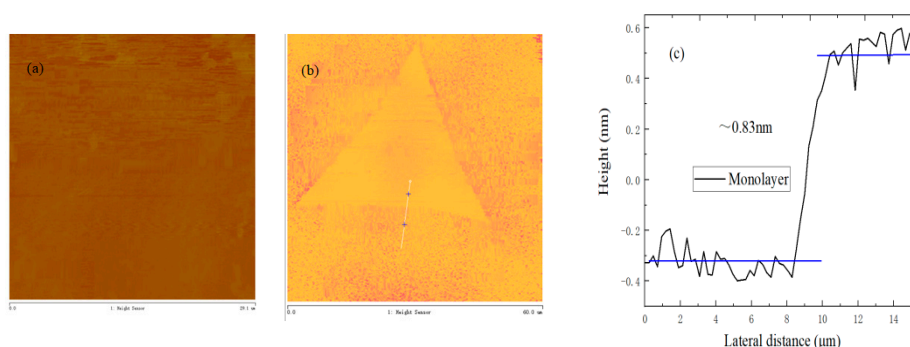 (a)
0.0 1: Height Sensor 29.1 um
(b)
0.0 1: Height Sensor 60.0 um
(c)
Height (nm)
0.6
0.4
0.2
0.0
-0.2
-0.4
～0.83nm
Monolayer
0 2 4 6 8 10 12 14
Lateral distance (μm)